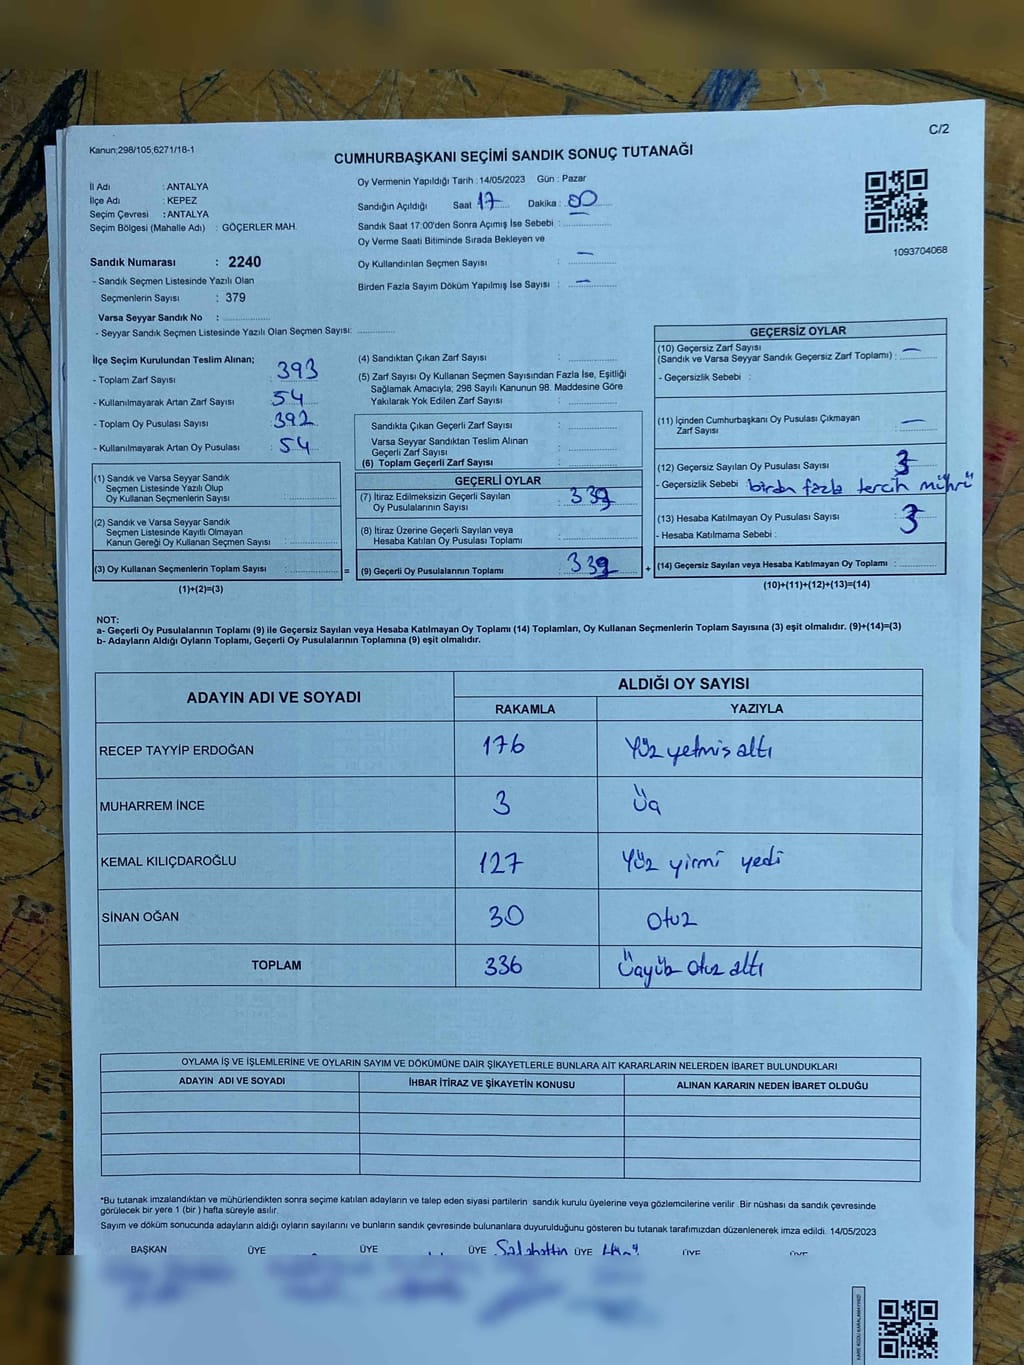 C/2
Kanun;298/105;6271/18-1
CUMHURBAŞKANI SEÇİMİ SANDIK SONUÇ TUTANAĞI
İl Adı : ANTALYA
İlçe Adı : KEPEZ
Seçim Çevresi : ANTALYA
Seçim Bölgesi (Mahalle Adı) : GÖÇERLER MAH.
Oy Vermenin Yapıldığı Tarih : 14/05/2023 Gün : Pazar
Sandığın Açıldığı Saat 17 Dakika : 00
Sandık Saat 17:00'den Sonra Açımış İse Sebebi :
Oy Verme Saati Bitiminde Sırada Bekleyen ve
Oy Kullandırılan Seçmen Sayısı : —
Birden Fazla Sayım Döküm Yapılmış İse Sayısı : —
1093704068
Sandık Numarası : 2240
- Sandık Seçmen Listesinde Yazılı Olan
Seçmenlerin Sayısı : 379
Varsa Seyyar Sandık No :
- Seyyar Sandık Seçmen Listesinde Yazılı Olan Seçmen Sayısı:
İlçe Seçim Kurulundan Teslim Alınan;
- Toplam Zarf Sayısı : 393
- Kullanılmayarak Artan Zarf Sayısı : 54
- Toplam Oy Pusulası Sayısı : 392
- Kullanılmayarak Artan Oy Pusulası : 54
(1) Sandık ve Varsa Seyyar Sandık
Seçmen Listesinde Yazılı Olup
Oy Kullanan Seçmenlerin Sayısı :
(2) Sandık ve Varsa Seyyar Sandık
Seçmen Listesinde Kayıtlı Olmayan
Kanun Gereği Oy Kullanan Seçmen Sayısı :
(3) Oy Kullanan Seçmenlerin Toplam Sayısı : =
(1)+(2)=(3)
(4) Sandıktan Çıkan Zarf Sayısı :
(5) Zarf Sayısı Oy Kullanan Seçmen Sayısından Fazla İse, Eşitliği
Sağlamak Amacıyla; 298 Sayılı Kanunun 98. Maddesine Göre
Yakılarak Yok Edilen Zarf Sayısı :
Sandıkta Çıkan Geçerli Zarf Sayısı :
Varsa Seyyar Sandıktan Teslim Alınan
Geçerli Zarf Sayısı :
(6) Toplam Geçerli Zarf Sayısı :
GEÇERLİ OYLAR
(7) İtiraz Edilmeksizin Geçerli Sayılan
Oy Pusulalarının Sayısı :
(8) İtiraz Üzerine Geçerli Sayılan veya
Hesaba Katılan Oy Pusulası Toplamı :
(9) Geçerli Oy Pusulalarının Toplamı : +
GEÇERSİZ OYLAR
(10) Geçersiz Zarf Sayısı
(Sandık ve Varsa Seyyar Sandık Geçersiz Zarf Toplamı) : —
- Geçersizlik Sebebi :
(11) İçinden Cumhurbaşkanı Oy Pusulası Çıkmayan
Zarf Sayısı : —
(12) Geçersiz Sayılan Oy Pusulası Sayısı : 3
- Geçersizlik Sebebi : birden fazla tercih mührü
(13) Hesaba Katılmayan Oy Pusulası Sayısı : 3
- Hesaba Katılmama Sebebi :
(14) Geçersiz Sayılan veya Hesaba Katılmayan Oy Toplamı :
(10)+(11)+(12)+(13)=(14)
NOT:
a- Geçerli Oy Pusulalarının Toplamı (9) ile Geçersiz Sayılan veya Hesaba Katılmayan Oy Toplamı (14) Toplamları, Oy Kullanan Seçmenlerin Toplam Sayısına (3) eşit olmalıdır. (9)+(14)=(3)
b- Adayların Aldığı Oyların Toplamı, Geçerli Oy Pusulalarının Toplamına (9) eşit olmalıdır.
ADAYIN ADI VE SOYADI ALDIĞI OY SAYISI
RAKAMLA YAZIYLA
RECEP TAYYİP ERDOĞAN 176 Yüz yetmiş altı
MUHARREM İNCE 3 Üç
KEMAL KILIÇDAROĞLU 127 Yüz yirmi yedi
SİNAN OĞAN 30 Otuz
TOPLAM 336 Üçyüz otuz altı
OYLAMA İŞ VE İŞLEMLERİNE VE OYLARIN SAYIM VE DÖKÜMÜNE DAİR ŞİKAYETLERLE BUNLARA AİT KARARLARIN NELERDEN İBARET BULUNDUKLARI
ADAYIN ADI VE SOYADI İHBAR İTİRAZ VE ŞİKAYETİN KONUSU ALINAN KARARIN NEDEN İBARET OLDUĞU
*Bu tutanak imzalandıktan ve mühürlendikten sonra seçime katılan adayların ve talep eden siyasi partilerin sandık kurulu üyelerine veya gözlemcilerine verilir. Bir nüshası da sandık çevresinde
görülecek bir yere 1 (bir) hafta süreyle asılır.
Sayım ve döküm sonucunda adayların aldığı oyların sayılarını ve bunların sandık çevresinde bulunanlara duyurulduğunu gösteren bu tutanak tarafımızdan düzenlenerek imza edildi. 14/05/2023
BAŞKAN ÜYE ÜYE ÜYE Salahattin ÜYE ÜYE ÜYE